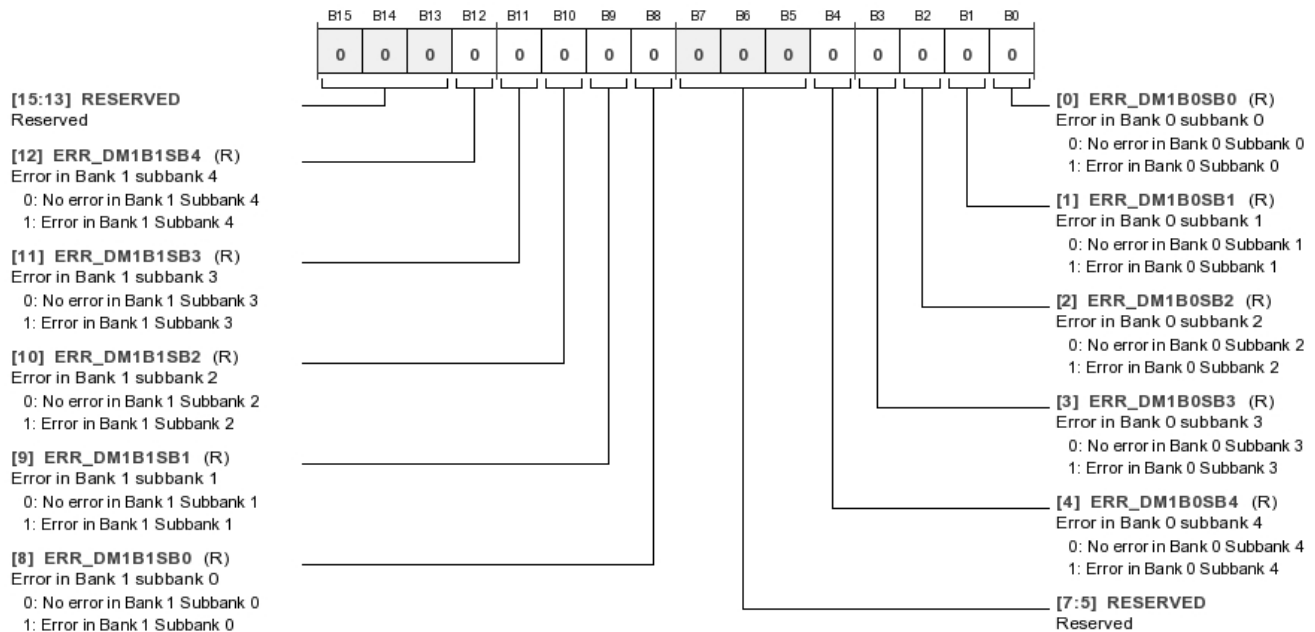 B15 B14 B13 B12 B11 B10 B9 B8 B7 B6 B5 B4 B3 B2 B1 B0
0 0 0 0 0 0 0 0 0 0 0 0 0 0 0 0
[15:13] RESERVED
Reserved
[12] ERR_DM1B1SB4 (R)
Error in Bank 1 subbank 4
0: No error in Bank 1 Subbank 4
1: Error in Bank 1 Subbank 4
[11] ERR_DM1B1SB3 (R)
Error in Bank 1 subbank 3
0: No error in Bank 1 Subbank 3
1: Error in Bank 1 Subbank 3
[10] ERR_DM1B1SB2 (R)
Error in Bank 1 subbank 2
0: No error in Bank 1 Subbank 2
1: Error in Bank 1 Subbank 2
[9] ERR_DM1B1SB1 (R)
Error in Bank 1 subbank 1
0: No error in Bank 1 Subbank 1
1: Error in Bank 1 Subbank 1
[8] ERR_DM1B1SB0 (R)
Error in Bank 1 subbank 0
0: No error in Bank 1 Subbank 0
1: Error in Bank 1 Subbank 0
[0] ERR_DM1B0SB0 (R)
Error in Bank 0 subbank 0
0: No error in Bank 0 Subbank 0
1: Error in Bank 0 Subbank 0
[1] ERR_DM1B0SB1 (R)
Error in Bank 0 subbank 1
0: No error in Bank 0 Subbank 1
1: Error in Bank 0 Subbank 1
[2] ERR_DM1B0SB2 (R)
Error in Bank 0 subbank 2
0: No error in Bank 0 Subbank 2
1: Error in Bank 0 Subbank 2
[3] ERR_DM1B0SB3 (R)
Error in Bank 0 subbank 3
0: No error in Bank 0 Subbank 3
1: Error in Bank 0 Subbank 3
[4] ERR_DM1B0SB4 (R)
Error in Bank 0 subbank 4
0: No error in Bank 0 Subbank 4
1: Error in Bank 0 Subbank 4
[7:5] RESERVED
Reserved